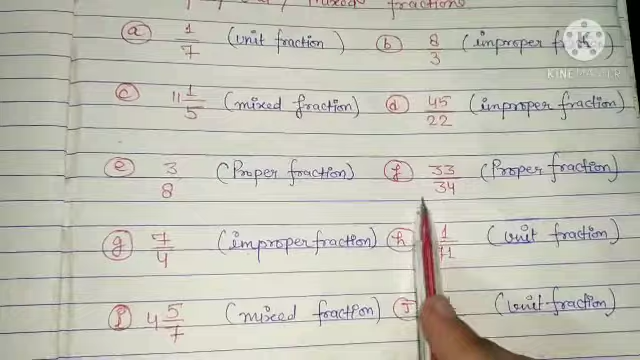 mixed fractions
(a) 1/7 (unit fraction) (b) 8/3 (improper
(c) 11 1/5 (mixed fraction) (d) 45/22 (improper fraction)
(e) 3/8 (Proper fraction) (f) 33/34 (Proper fraction)
(g) 7/4 (improper fraction) (h) 1/11 (unit fraction)
(i) 4 5/7 (mixed fraction) (J) (unit fraction)
K
KINEMASTER